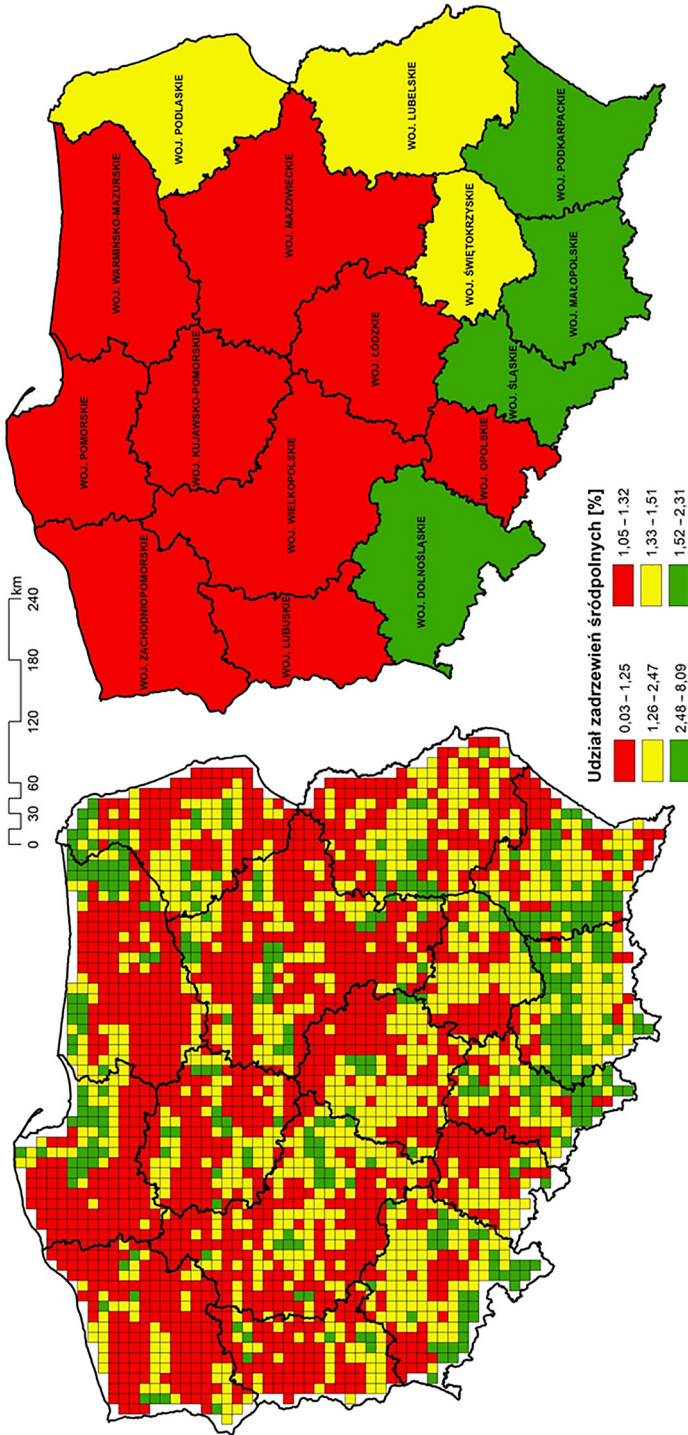 0 30 60 120 180 240 km
WOJ. ZACHODNIOPOMORSKIE
WOJ. POMORSKIE
WOJ. WARMIŃSKO-MAZURSKIE
WOJ. PODLASKIE
WOJ. KUJAWSKO-POMORSKIE
WOJ. MAZOWIECKIE
WOJ. LUBUSKIE
WOJ. WIELKOPOLSKIE
WOJ. ŁÓDZKIE
WOJ. LUBELSKIE
WOJ. DOLNOŚLĄSKIE
WOJ. OPOLSKIE
WOJ. ŚLĄSKIE
WOJ. ŚWIĘTOKRZYSKIE
WOJ. MAŁOPOLSKIE
WOJ. PODKARPACKIE
Udział zadrzewień śródpolnych [%]
0,03 – 1,25 1,05 – 1.32
1,26 – 2,47 1,33 – 1,51
2,48 – 8,09 1,52 – 2,31